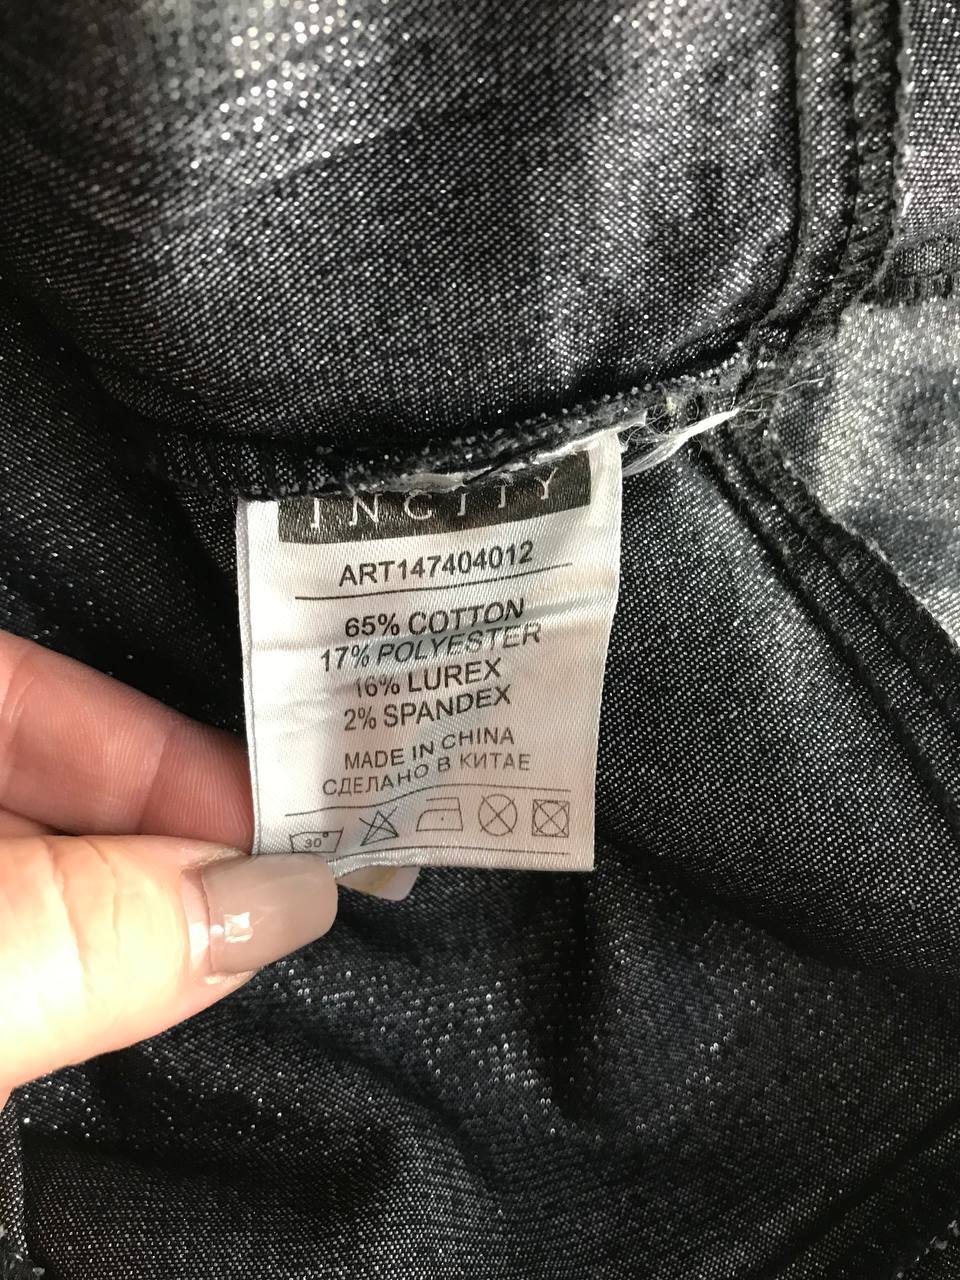 INCITY
ART147404012
65% COTTON
17% POLYESTER
16% LUREX
2% SPANDEX
MADE IN CHINA
СДЕЛАНО В КИТАЕ
30°